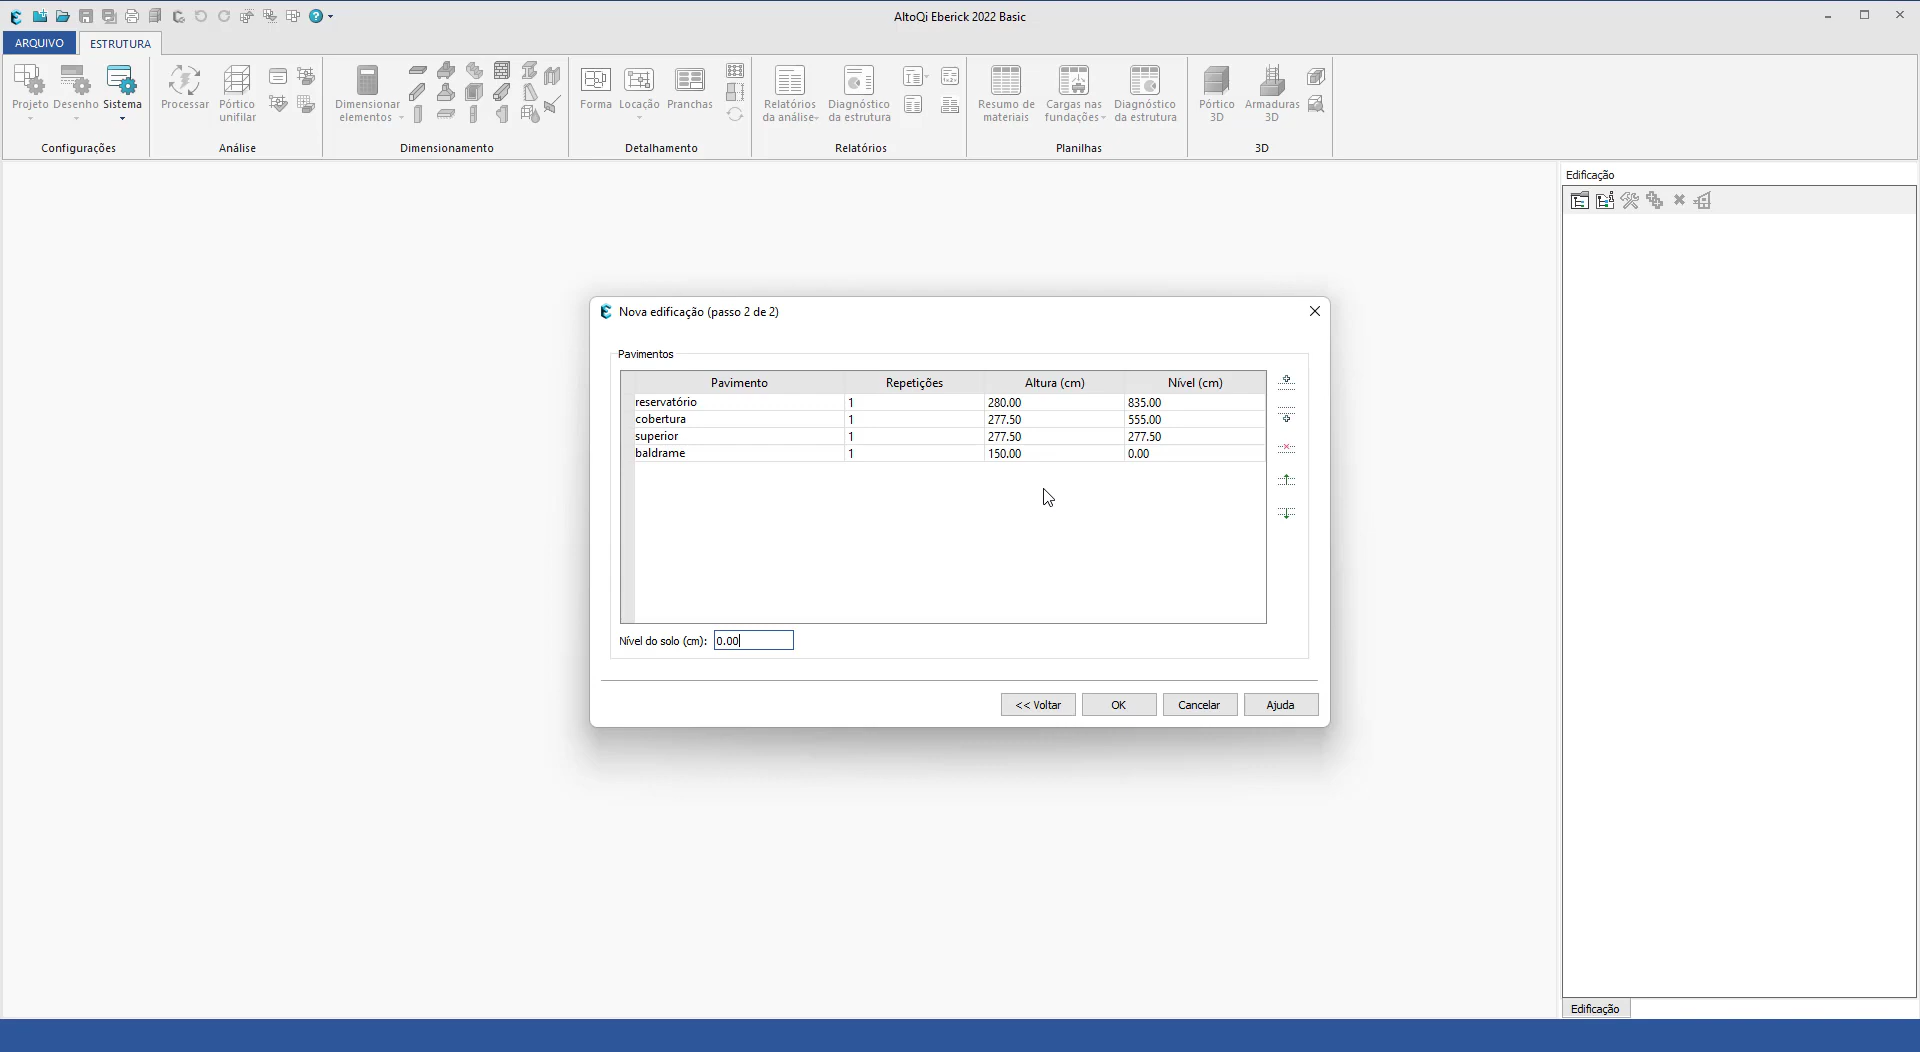 AltoQi Eberick 2022 Basic
ARQUIVO
ESTRUTURA
Projeto
Desenho
Sistema
Configurações
Processar
Pórtico
unifilar
Análise
Dimensionar
elementos
Dimensionamento
Forma
Locação
Pranchas
Detalhamento
Relatórios
da análise
Diagnóstico
da estrutura
Relatórios
Resumo de
materiais
Cargas nas
fundações
Diagnóstico
da estrutura
Planilhas
Pórtico
3D
Armaduras
3D
3D
Edificação
Nova edificação (passo 2 de 2)
Pavimentos
Pavimento Repetições Altura (cm) Nível (cm)
reservatório 1 280.00 835.00
cobertura 1 277.50 555.00
superior 1 277.50 277.50
baldrame 1 150.00 0.00
Nível do solo (cm): 0.00
<< Voltar
OK
Cancelar
Ajuda
Edificação